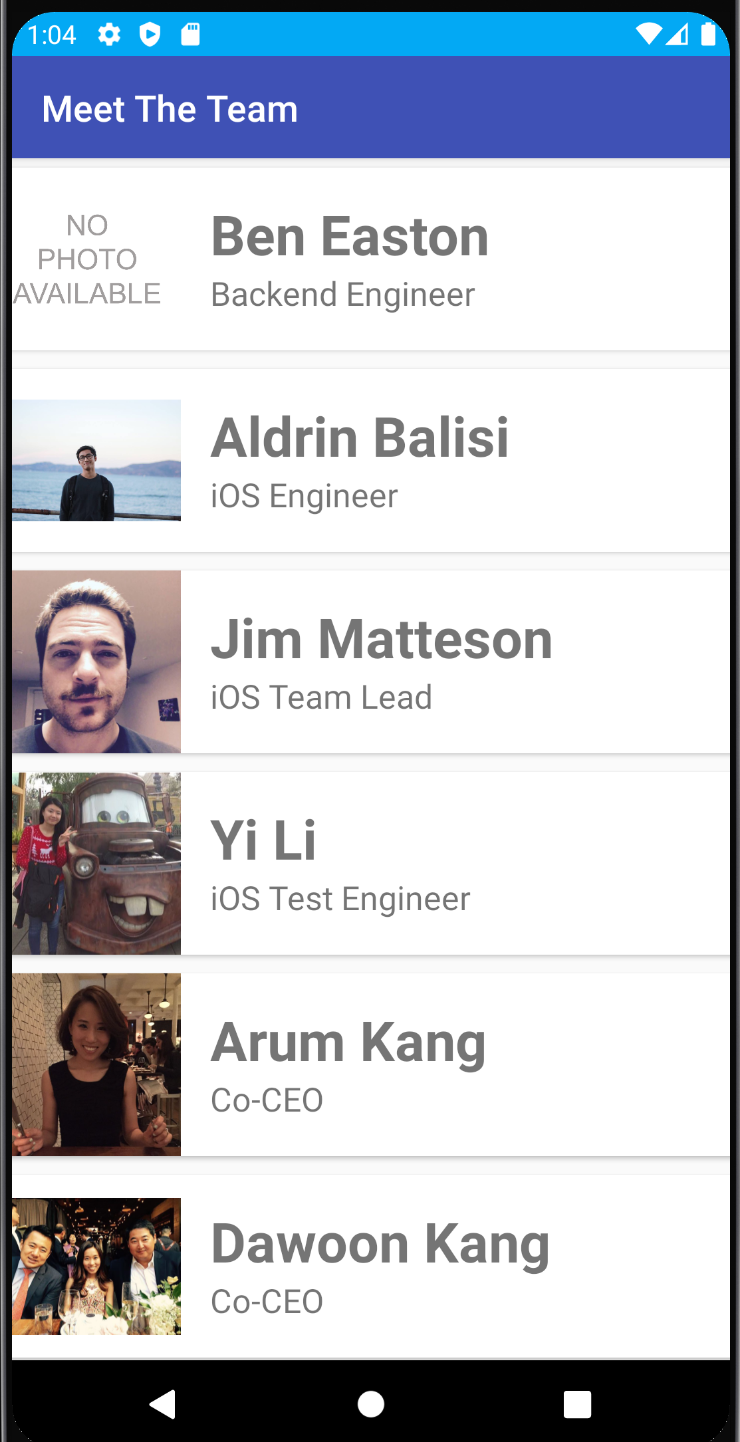 1:04
Meet The Team
NO
PHOTO
AVAILABLE
Ben Easton
Backend Engineer
Aldrin Balisi
iOS Engineer
Jim Matteson
iOS Team Lead
Yi Li
iOS Test Engineer
Arum Kang
Co-CEO
Dawoon Kang
Co-CEO